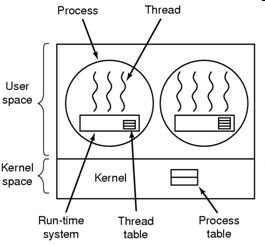 Process
Thread
User
space
Kernel
space
Kernel
Run-time
system
Thread
table
Process
table